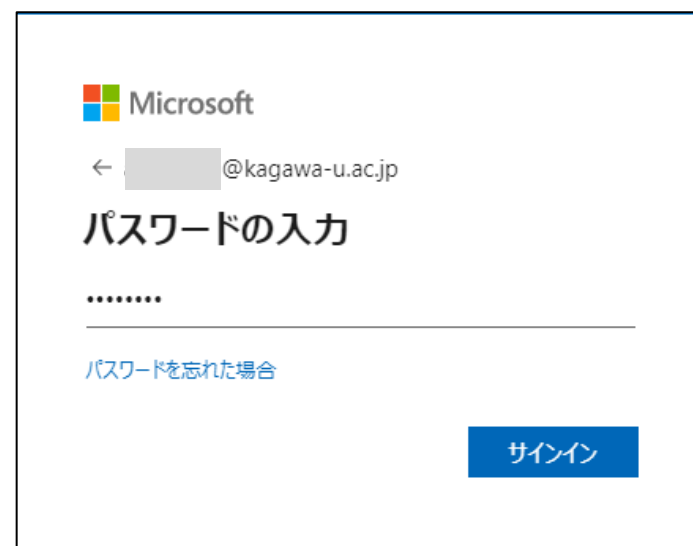 Microsoft
← @kagawa-u.ac.jp
パスワードの入力
••••••••
パスワードを忘れた場合
サインイン